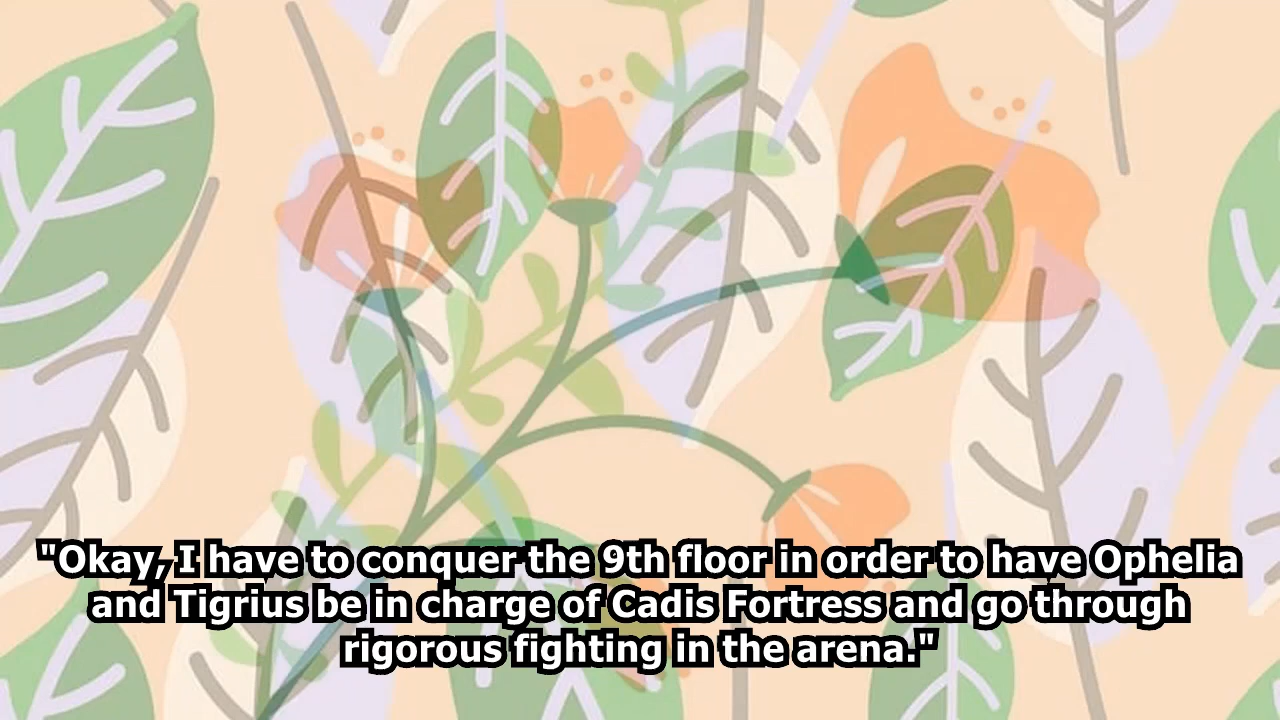 "Okay, I have to conquer the 9th floor in order to have Ophelia
and Tigrius be in charge of Cadis Fortress and go through
rigorous fighting in the arena."